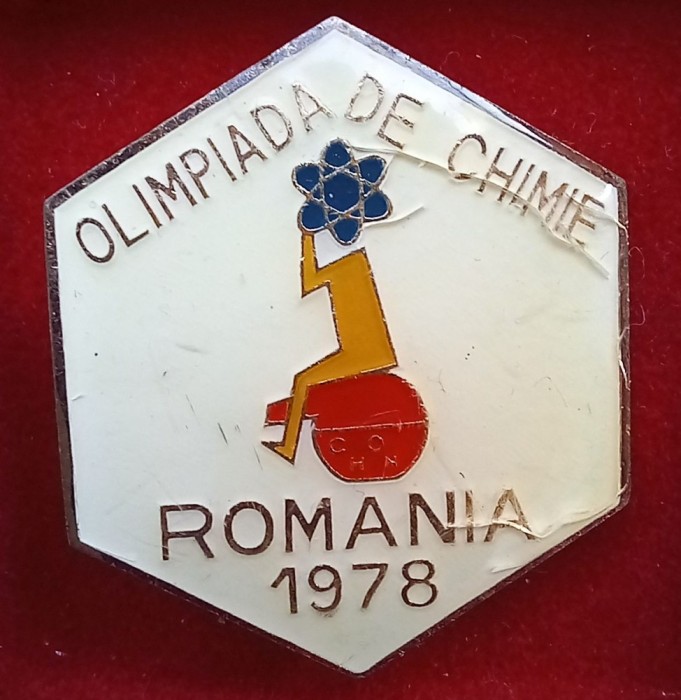 OLIMPIADA DE CHIMIE
C O
H N
ROMANIA
1978